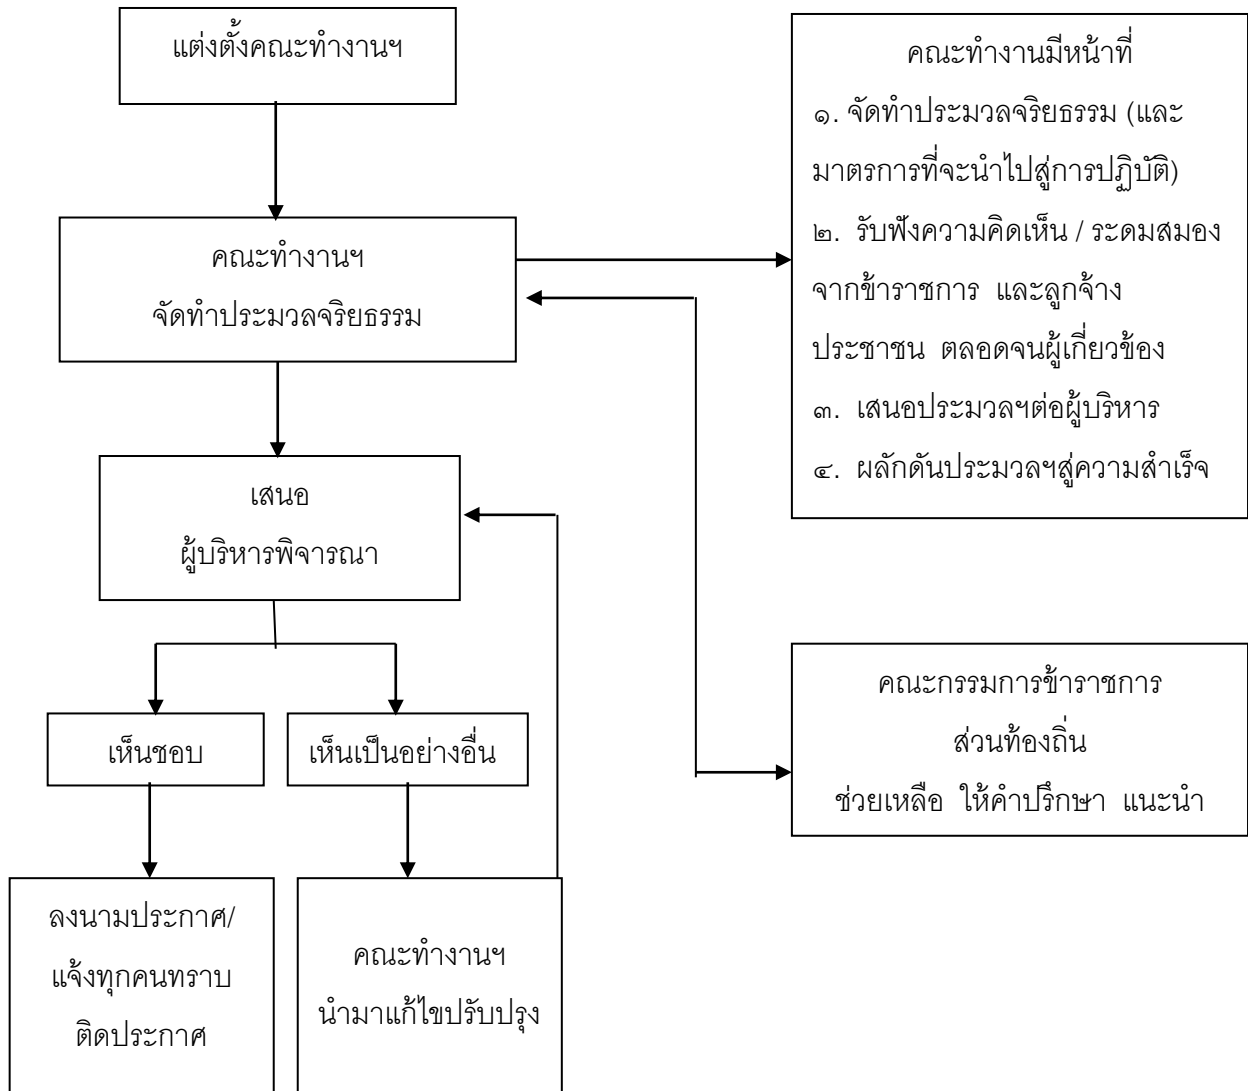 แต่งตั้งคณะทำงานฯ
คณะทำงานฯ
จัดทำประมวลจริยธรรม
เสนอ
ผู้บริหารพิจารณา
เห็นชอบ
เห็นเป็นอย่างอื่น
ลงนามประกาศ/
แจ้งทุกคนทราบ
ติดประกาศ
คณะทำงานฯ
นำมาแก้ไขปรับปรุง
คณะทำงานมีหน้าที่
๑. จัดทำประมวลจริยธรรม (และ
มาตรการที่จะนำไปสู่การปฏิบัติ)
๒. รับฟังความคิดเห็น / ระดมสมอง
จากข้าราชการ และลูกจ้าง
ประชาชน ตลอดจนผู้เกี่ยวข้อง
๓. เสนอประมวลฯต่อผู้บริหาร
๔. ผลักดันประมวลฯสู่ความสำเร็จ
คณะกรรมการข้าราชการ
ส่วนท้องถิ่น
ช่วยเหลือ ให้คำปรึกษา แนะนำ